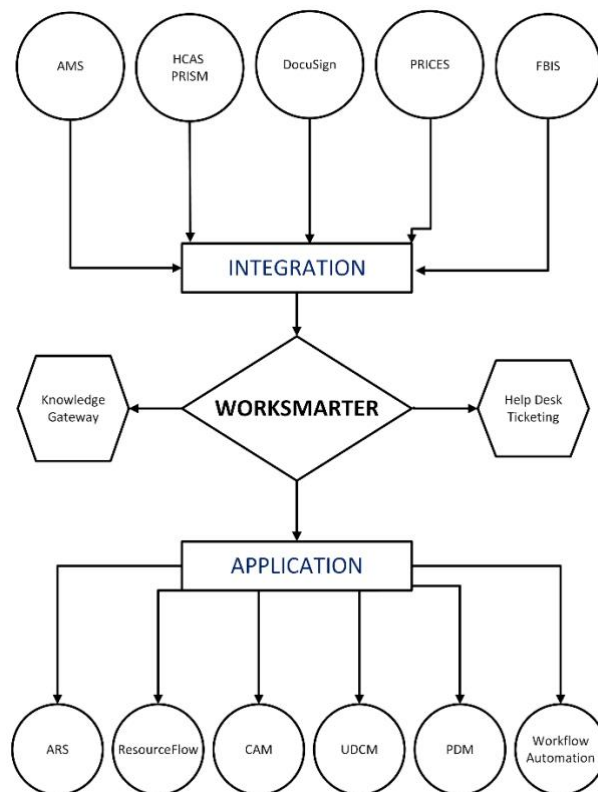 AMS
HCAS
PRISM
DocuSign
PRICES
FBIS
INTEGRATION
Knowledge
Gateway
WORKSMARTER
Help Desk
Ticketing
APPLICATION
ARS
ResourceFlow
CAM
UDCM
PDM
Workflow
Automation